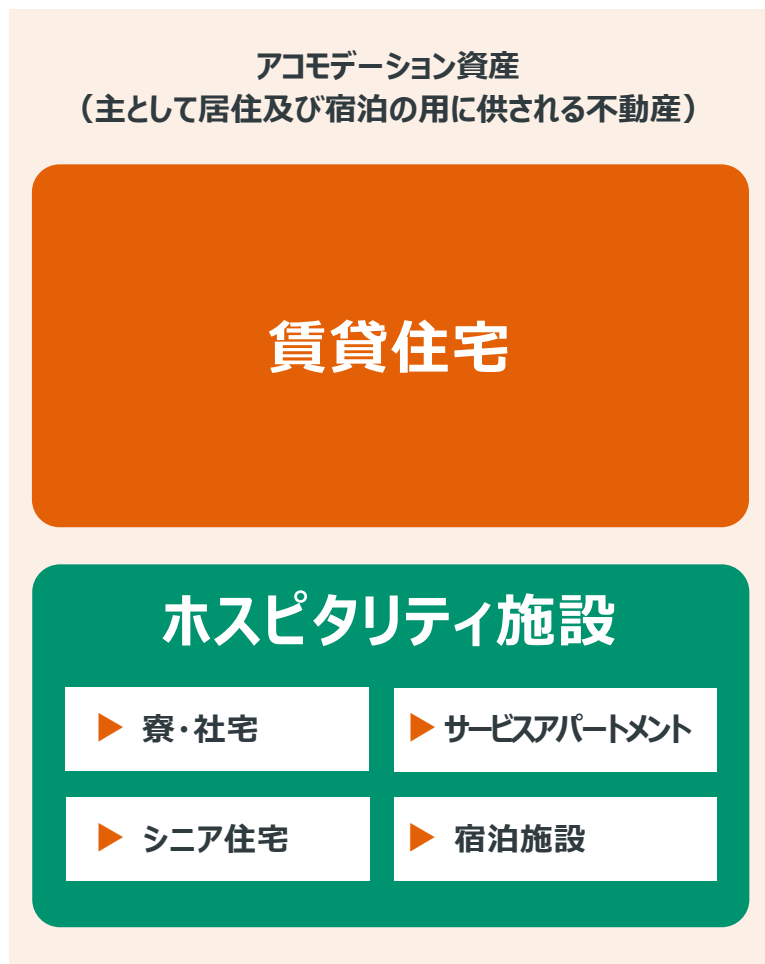 アコモデーション資産
（主として居住及び宿泊の用に供される不動産）
賃貸住宅
ホスピタリティ施設
▶ 寮・社宅
▶ サービスアパートメント
▶ シニア住宅
▶ 宿泊施設